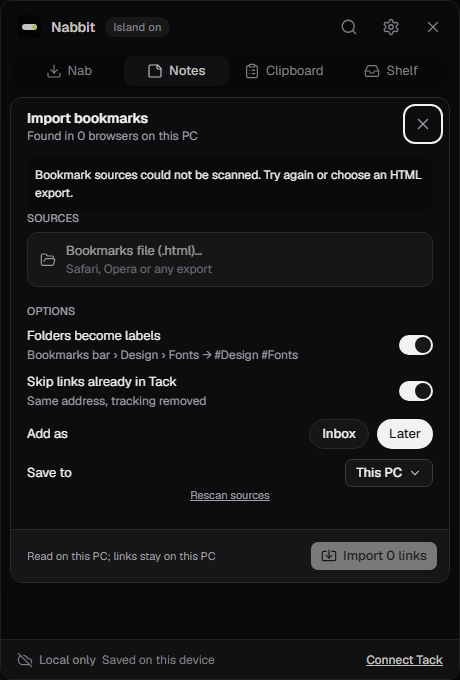 Nabbit Island on
Nab Notes Clipboard Shelf
Import bookmarks
Found in 0 browsers on this PC
Bookmark sources could not be scanned. Try again or choose an HTML
export.
SOURCES
Bookmarks file (.html)...
Safari, Opera or any export
OPTIONS
Folders become labels
Bookmarks bar › Design › Fonts → #Design #Fonts
Skip links already in Tack
Same address, tracking removed
Add as Inbox Later
Save to This PC
Rescan sources
Read on this PC; links stay on this PC Import 0 links
Local only Saved on this device Connect Tack